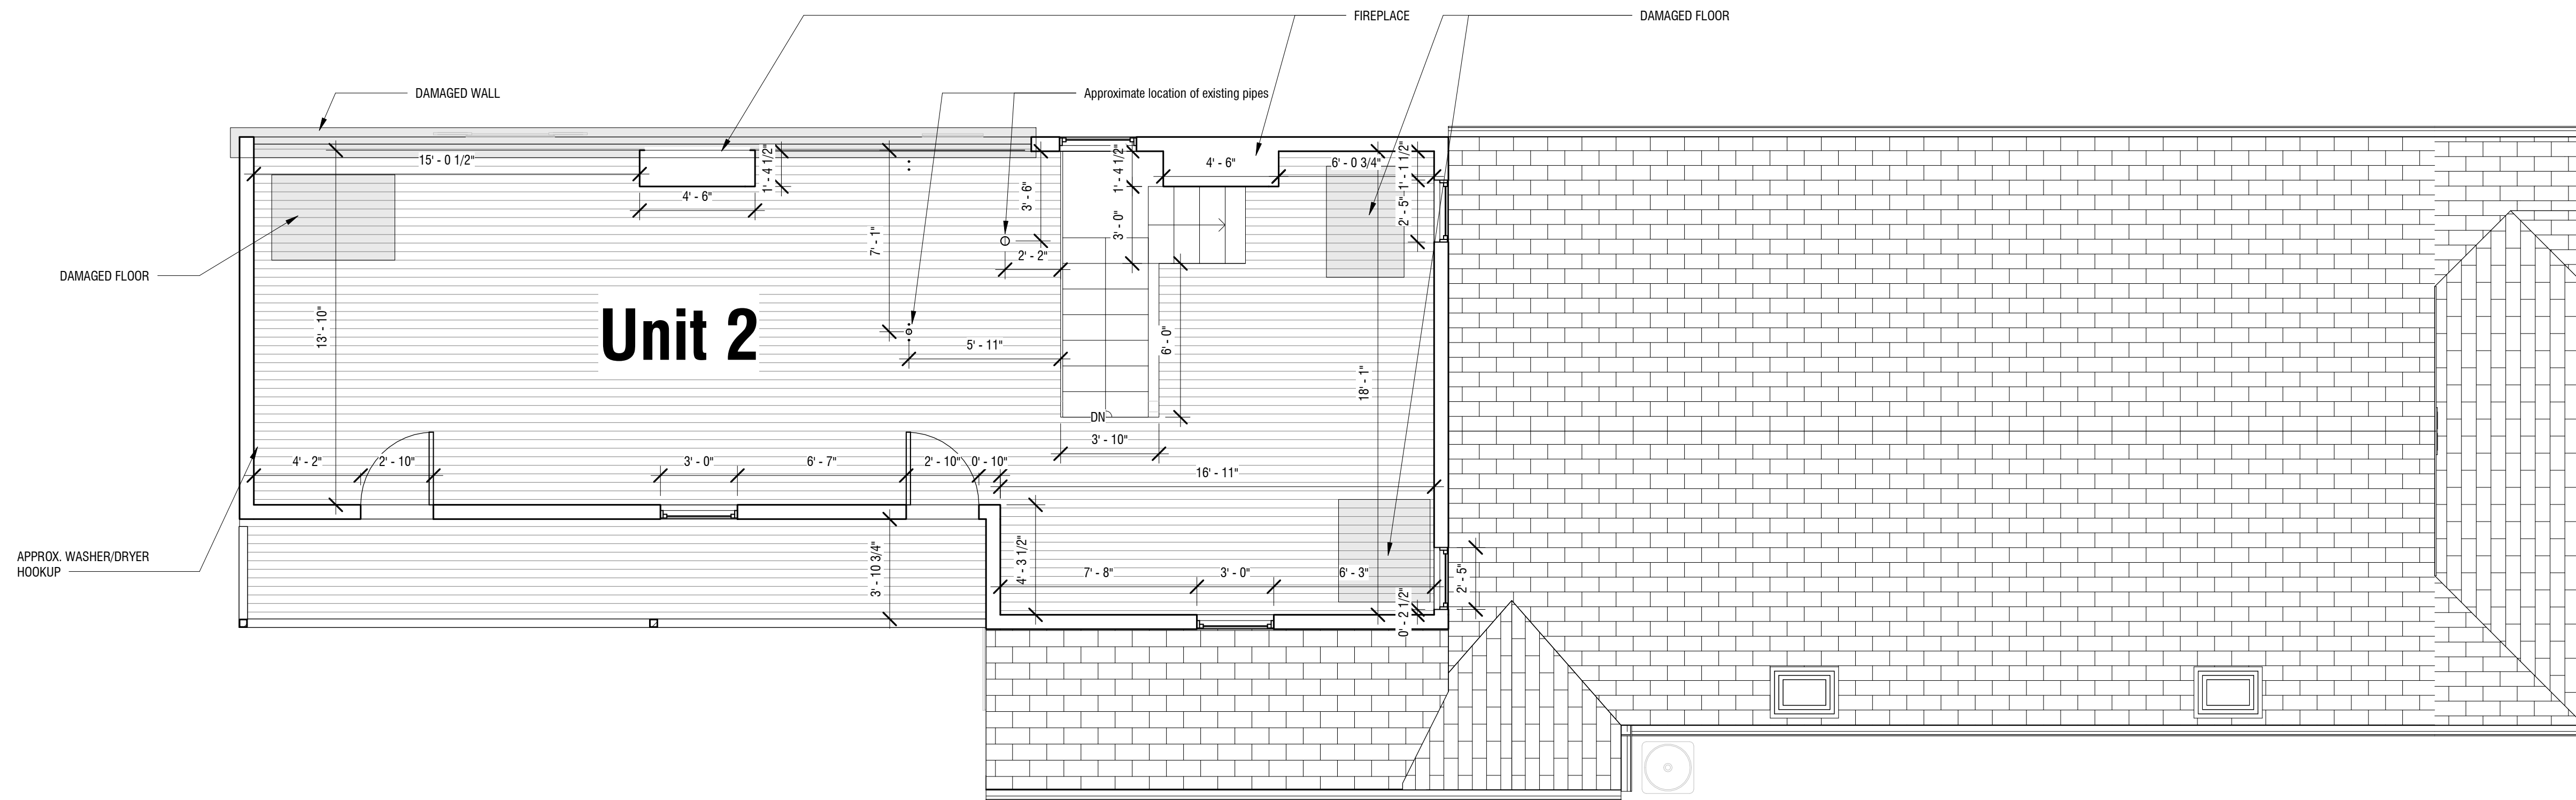 FIREPLACE
DAMAGED FLOOR
DAMAGED WALL
Approximate location of existing pipes
15' - 0 1/2"
1' - 4 1/2"
1' - 4 1/2"
4' - 6"
6' - 0 3/4"
1' - 1 1/2"
4' - 6"
3' - 6"
2' - 5"
3' - 0"
7' - 1"
2' - 2"
DAMAGED FLOOR
13' - 10"
Unit 2
5' - 11"
6' - 0"
18' - 1"
DN
3' - 10"
4' - 2"
2' - 10"
3' - 0"
6' - 7"
2' - 10"
0' - 10"
16' - 11"
APPROX. WASHER/DRYER
HOOKUP
3' - 10 3/4"
4' - 3 1/2"
7' - 8"
3' - 0"
6' - 3"
2' - 5"
0' - 2 1/2"